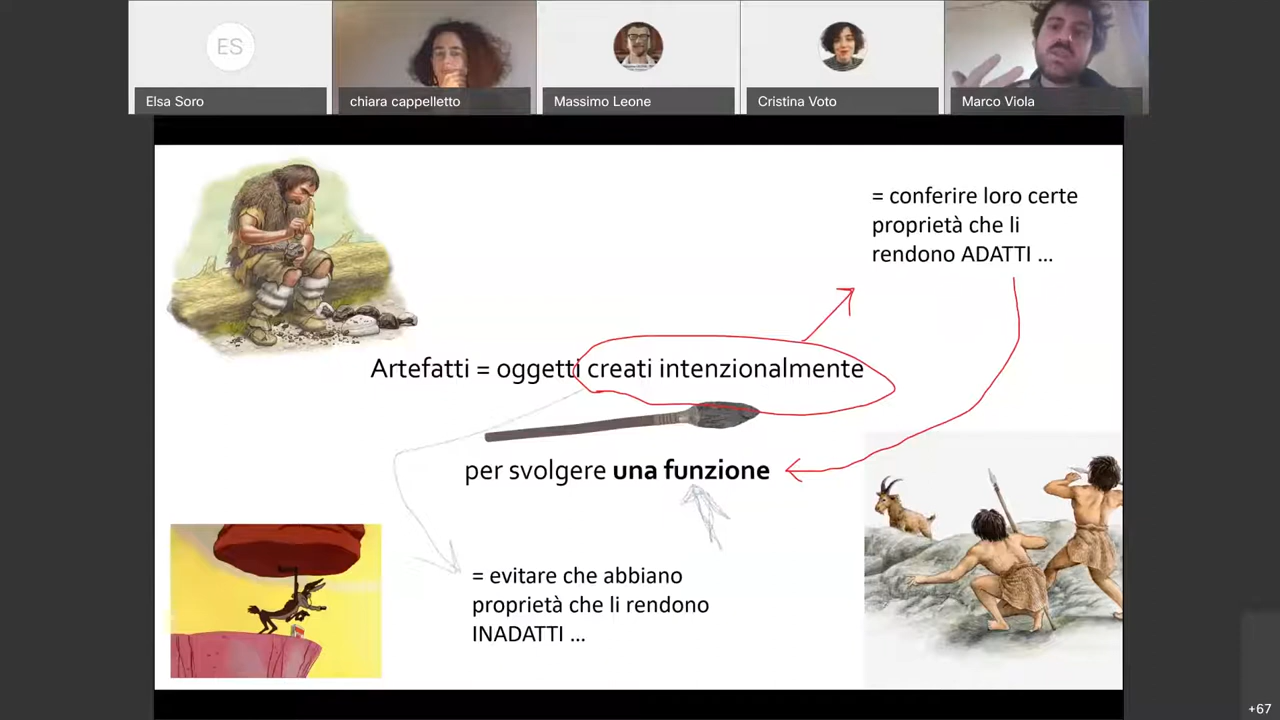 ES
Elsa Soro
chiara cappelletto
Massimo Leone
Cristina Voto
Marco Viola
= conferire loro certe
proprietà che li
rendono ADATTI ...
Artefatti = oggetti creati intenzionalmente
per svolgere una funzione
= evitare che abbiano
proprietà che li rendono
INADATTI ...
+67